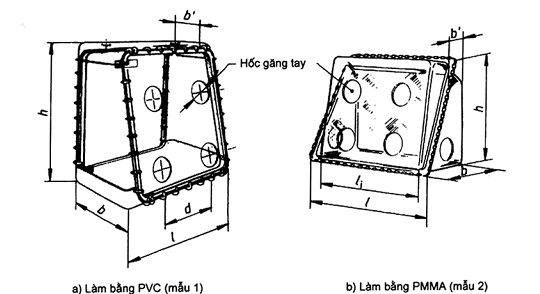 b'
b'
Hốc găng tay
h
h
b
d
l
l₁
l
b
a) Làm bằng PVC (mẫu 1)
b) Làm bằng PMMA (mẫu 2)